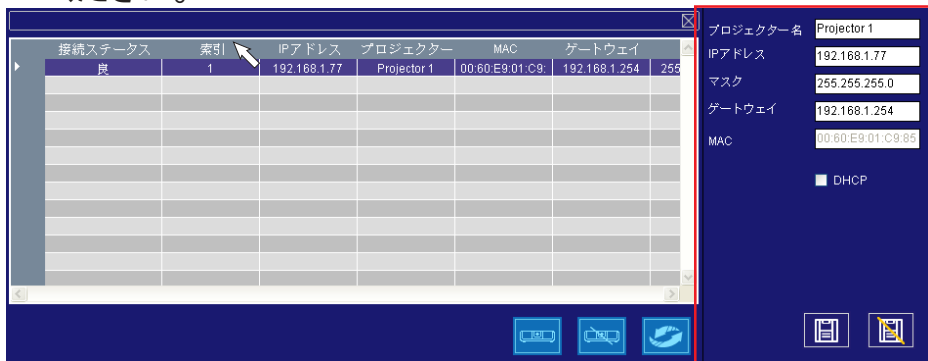 ください。
接続ステータス 索引 IPアドレス プロジェクター MAC ゲートウェイ
良 1 192.168.1.77 Projector 1 00:60:E9:01:C9: 192.168.1.254 255
プロジェクター名 Projector 1
IPアドレス 192.168.1.77
マスク 255.255.255.0
ゲートウェイ 192.168.1.254
MAC 00:60:E9:01:C9:85
DHCP